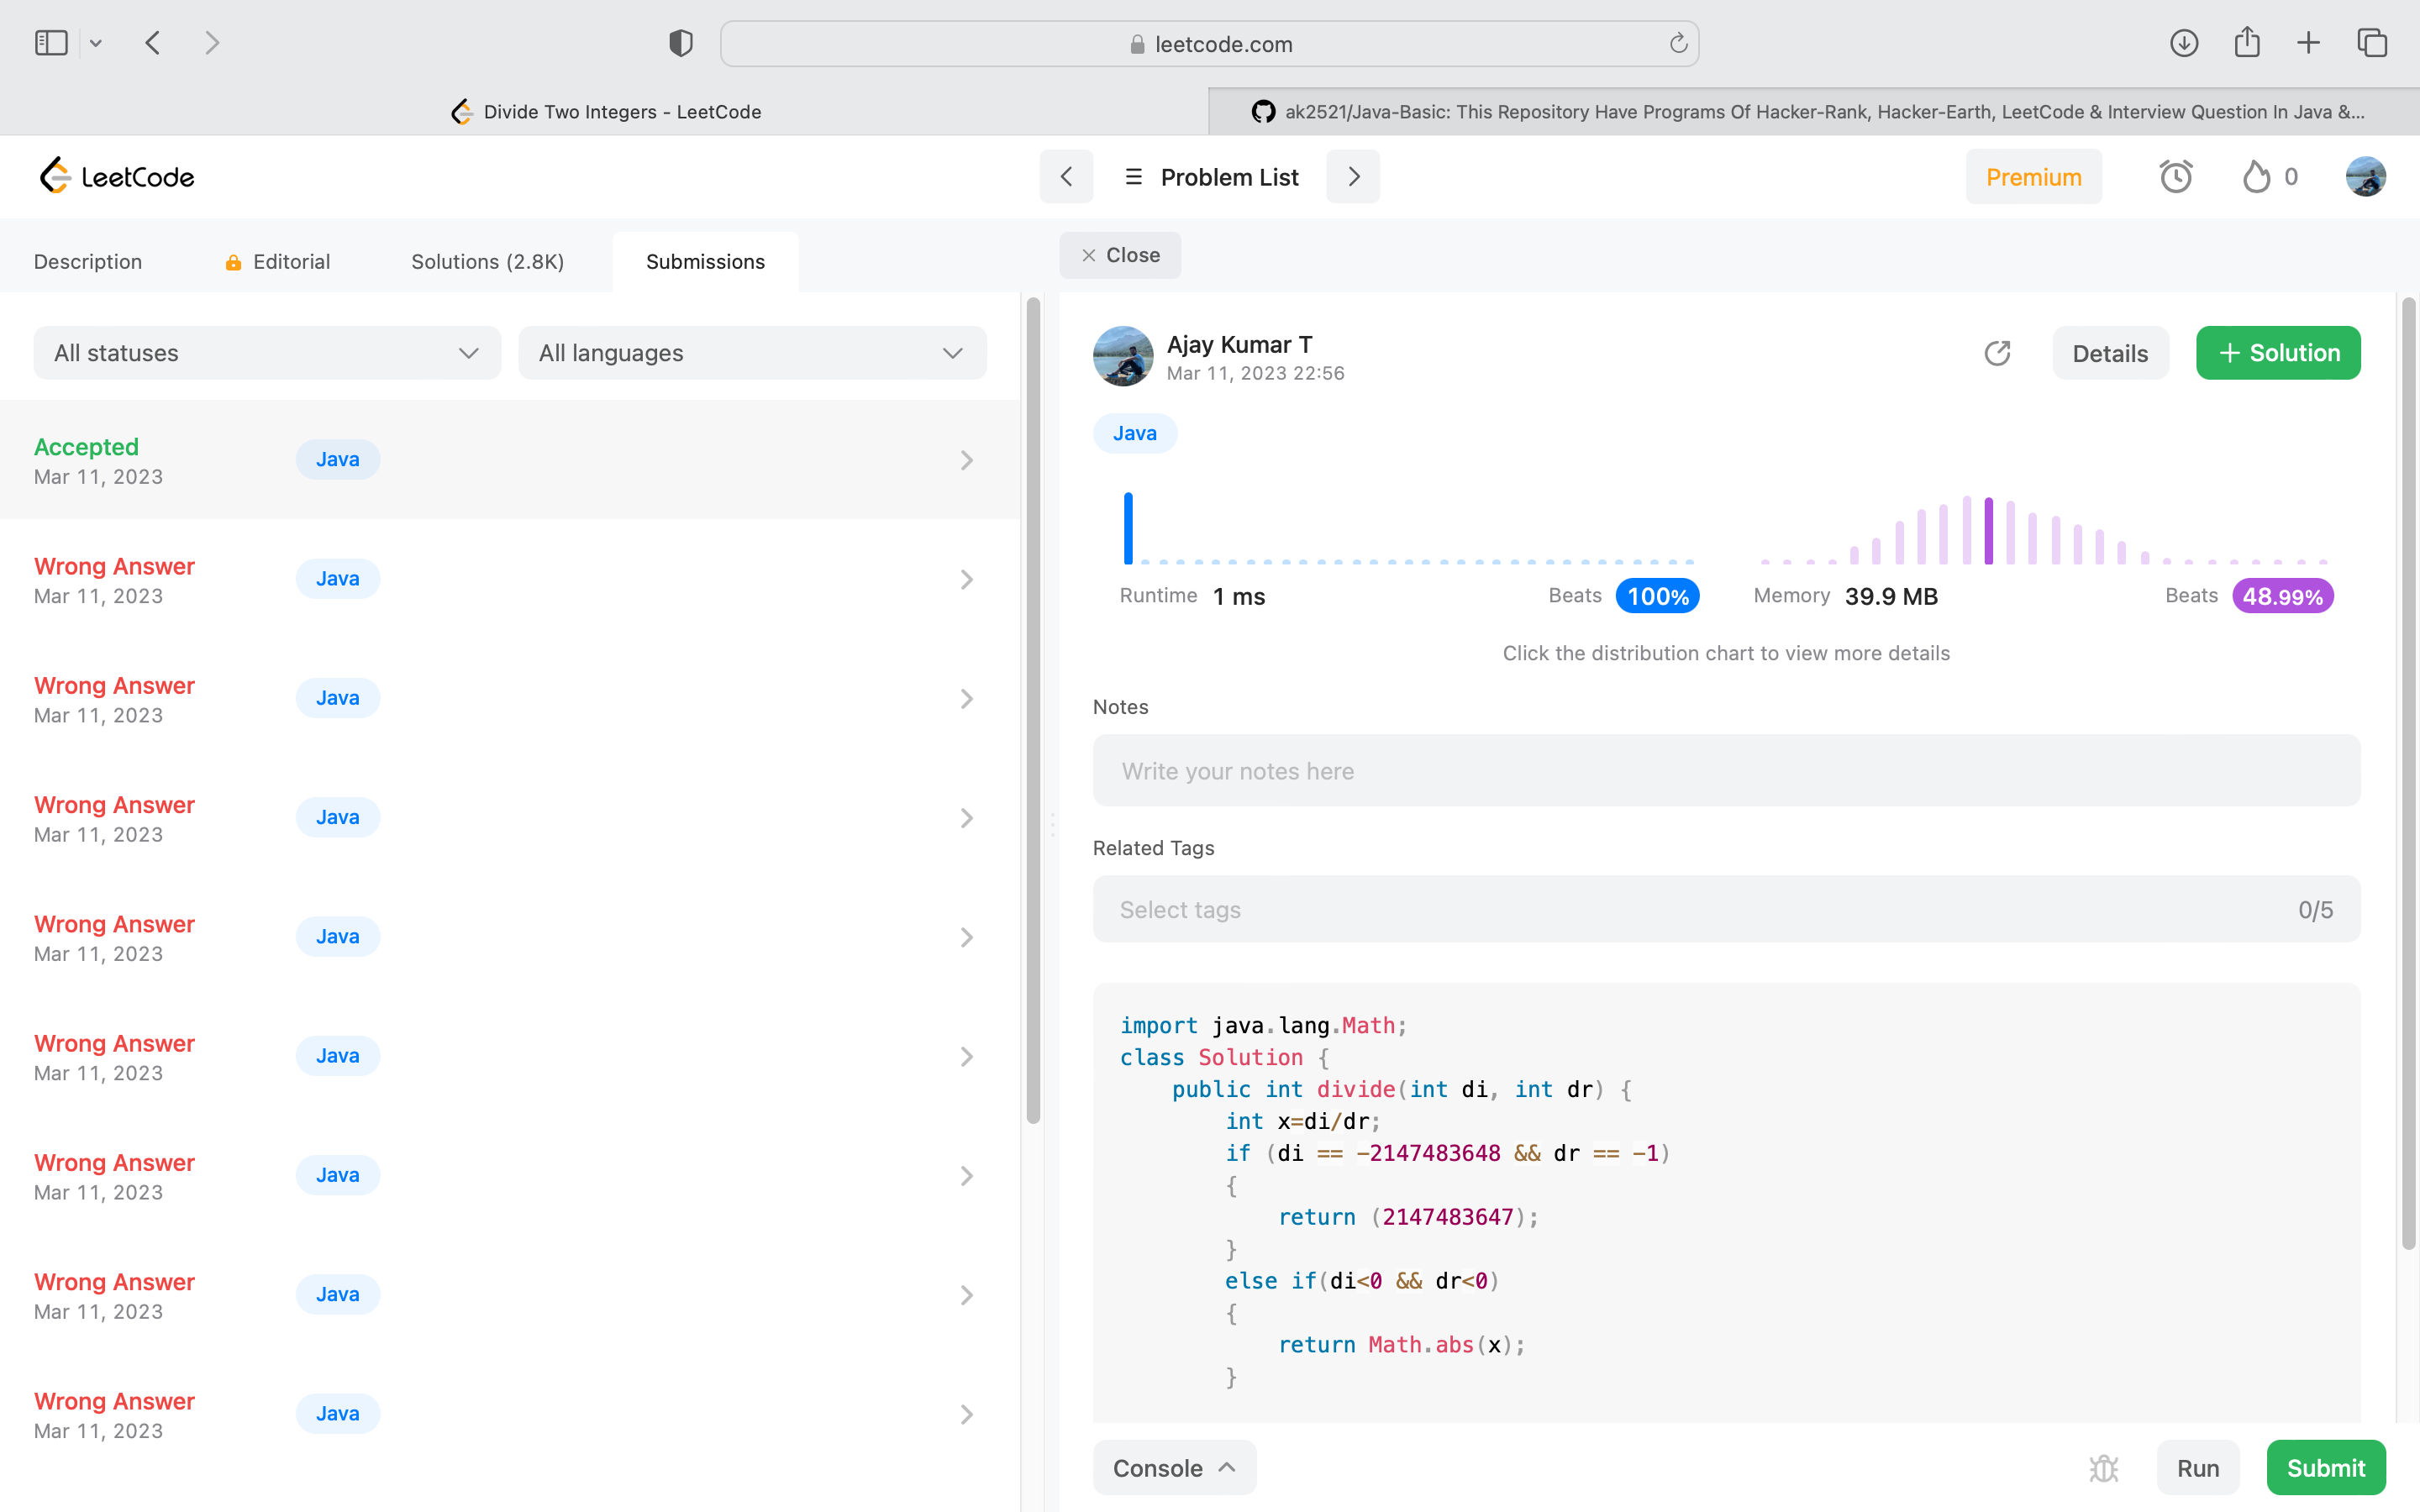 leetcode.com
Divide Two Integers - LeetCode
ak2521/Java-Basic: This Repository Have Programs Of Hacker-Rank, Hacker-Earth, LeetCode & Interview Question In Java &...
LeetCode
Problem List
Premium
0
Description
Editorial
Solutions (2.8K)
Submissions
Close
All statuses
All languages
Accepted
Mar 11, 2023
Java
Wrong Answer
Mar 11, 2023
Java
Wrong Answer
Mar 11, 2023
Java
Wrong Answer
Mar 11, 2023
Java
Wrong Answer
Mar 11, 2023
Java
Wrong Answer
Mar 11, 2023
Java
Wrong Answer
Mar 11, 2023
Java
Wrong Answer
Mar 11, 2023
Java
Wrong Answer
Mar 11, 2023
Java
Ajay Kumar T
Mar 11, 2023 22:56
Details
+ Solution
Java
Runtime 1 ms
Beats 100%
Memory 39.9 MB
Beats 48.99%
Click the distribution chart to view more details
Notes
Write your notes here
Related Tags
Select tags
0/5
import java.lang.Math;
class Solution {
    public int divide(int di, int dr) {
        int x=di/dr;
        if (di == -2147483648 && dr == -1)
        {
            return (2147483647);
        }
        else if(di<0 && dr<0)
        {
            return Math.abs(x);
        }
Console
Run
Submit